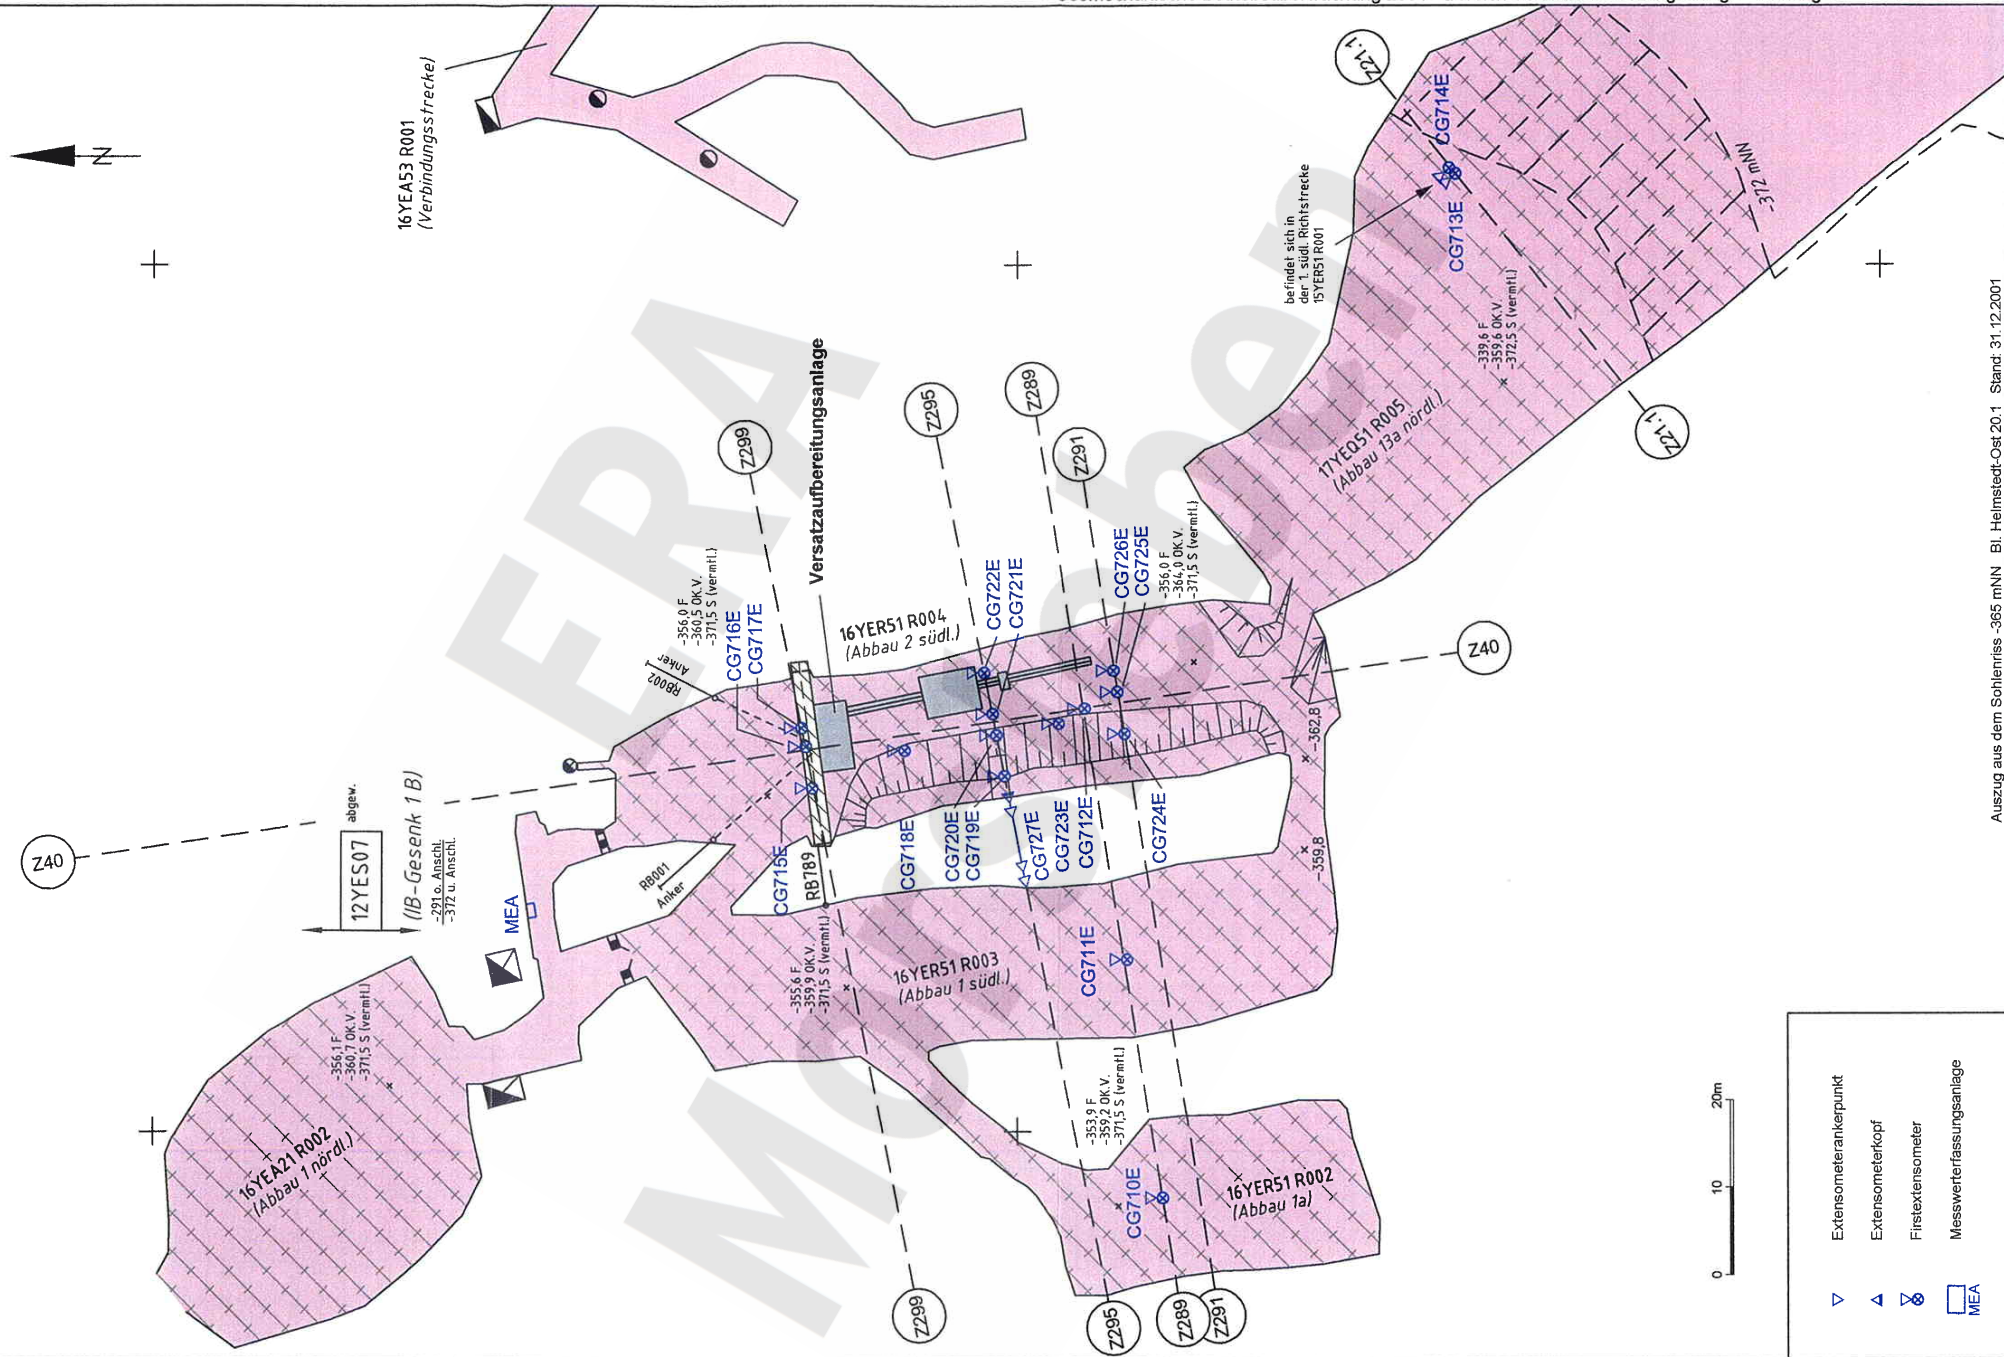 N
16YEA53 R001
(Verbindungsstrecke)
Z40
12YES07
abgew.
(IB-Gesenk 1 B)
-291 o. Anschl.
-372 u. Anschl.
MEA
-356,1 F
-360,7 OK.V.
-371,5 S (vermtl.)
16YEA21 R002
(Abbau 1 nördl.)
RB001
Anker
RB002
Anker
-356,0 F
-360,5 OK.V.
-371,5 S (vermtl.)
CG716E
CG717E
Z299
Versatzaufbereitungsanlage
16YER51 R004
(Abbau 2 südl.)
Z295
Z289
Z291
CG722E
CG721E
CG726E
CG725E
-356,0 F
-364,0 OK.V.
-371,5 S (vermtl.)
Z40
CG715E
RB789
CG718E
CG720E
CG719E
CG727E
CG723E
CG712E
CG724E
-362,8
-359,8
-355,6 F
-359,9 OK.V.
-371,5 S (vermtl.)
16YER51 R003
(Abbau 1 südl.)
CG711E
-353,9 F
-359,2 OK.V.
-371,5 S (vermtl.)
CG710E
16YER51 R002
(Abbau 1a)
Z299
Z295
Z289
Z291
Z21.1
CG714E
CG713E
befindet sich in
der 1. südl. Richtstrecke
15YER51 R001
-372 mNN
-339,6 F
-359,6 OK.V.
-372,5 S (vermtl.)
17YEQ51 R005
(Abbau 13a nördl.)
Z21.1
ERA
Morsleben
Auszug aus dem Sohlenriss -365 mNN Bl. Helmstedt-Ost 20.1 Stand: 31.12.2001
0 10 20m
Extensometerankerpunkt
Extensometerkopf
Firstextensometer
Messwerterfassungsanlage
MEA